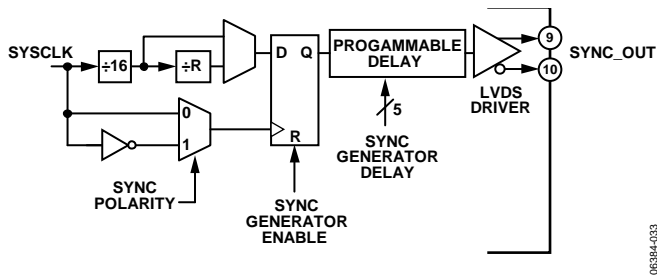 SYSCLK
÷16
÷R
0
1
SYNC
POLARITY
D Q
R
SYNC
GENERATOR
ENABLE
PROGAMMABLE
DELAY
5
SYNC
GENERATOR
DELAY
LVDS
DRIVER
9
10
SYNC_OUT
06384-033